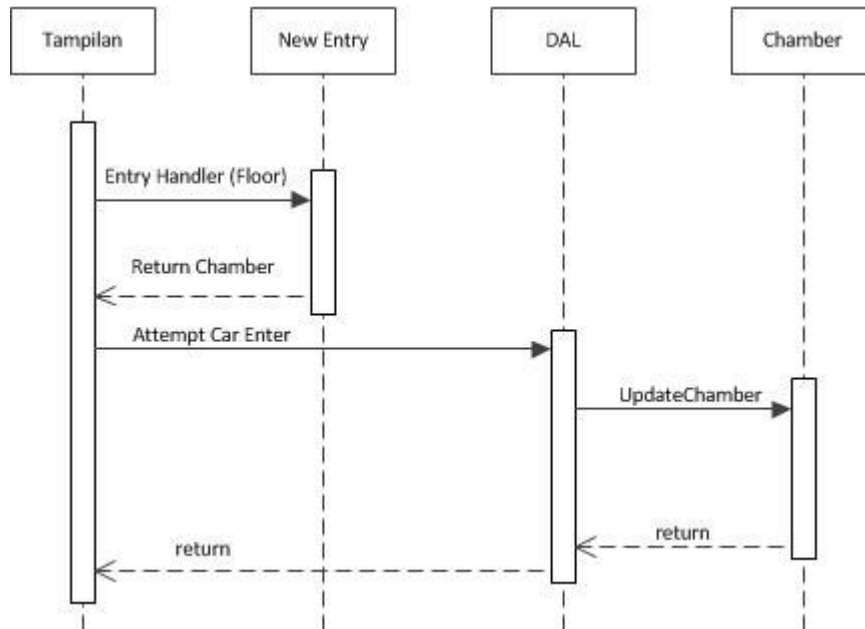 Tampilan
New Entry
DAL
Chamber
Entry Handler (Floor)
Return Chamber
Attempt Car Enter
UpdateChamber
return
return